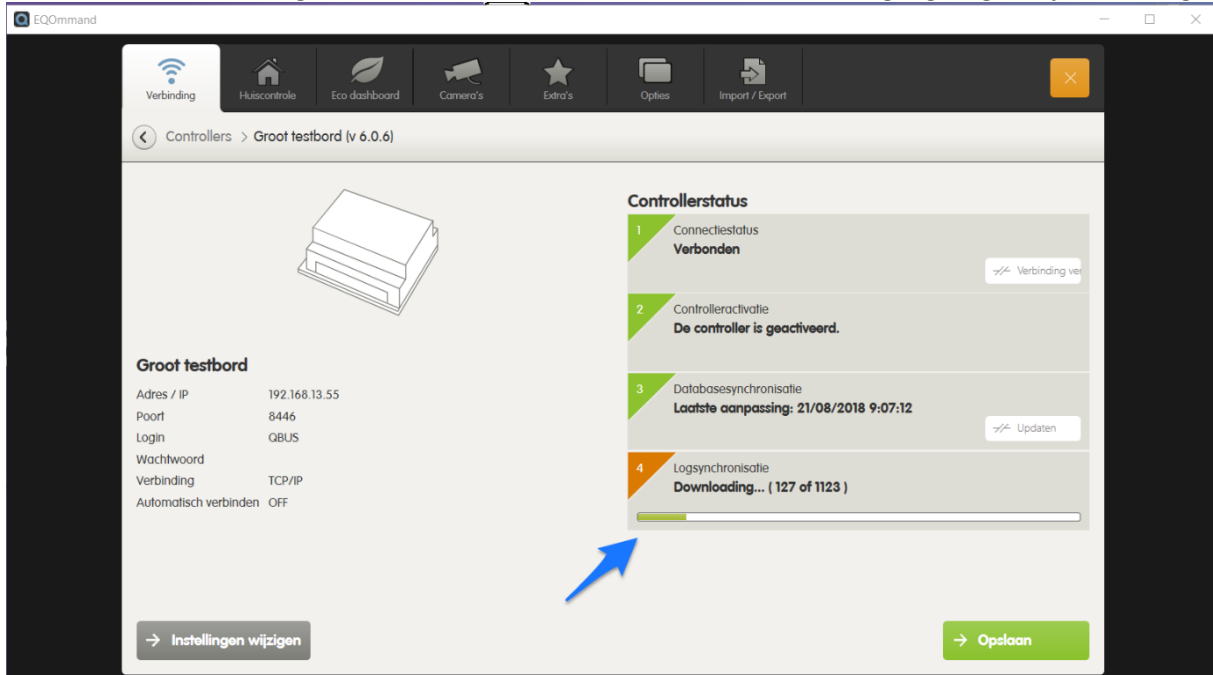 EQOmmand
Verbinding
Huiscontrole
Eco dashboard
Camera's
Extra's
Opties
Import / Export
Controllers > Groot testbord (v 6.0.6)
Controllerstatus
1
Connectiestatus
Verbonden
Verbinding ver
2
Controlleractivatie
De controller is geactiveerd.
3
Databasesynchronisatie
Laatste aanpassing: 21/08/2018 9:07:12
Updaten
4
Logsynchronisatie
Downloading... ( 127 of 1123 )
Groot testbord
Adres / IP 192.168.13.55
Poort 8446
Login QBUS
Wachtwoord
Verbinding TCP/IP
Automatisch verbinden OFF
Instellingen wijzigen
Opslaan